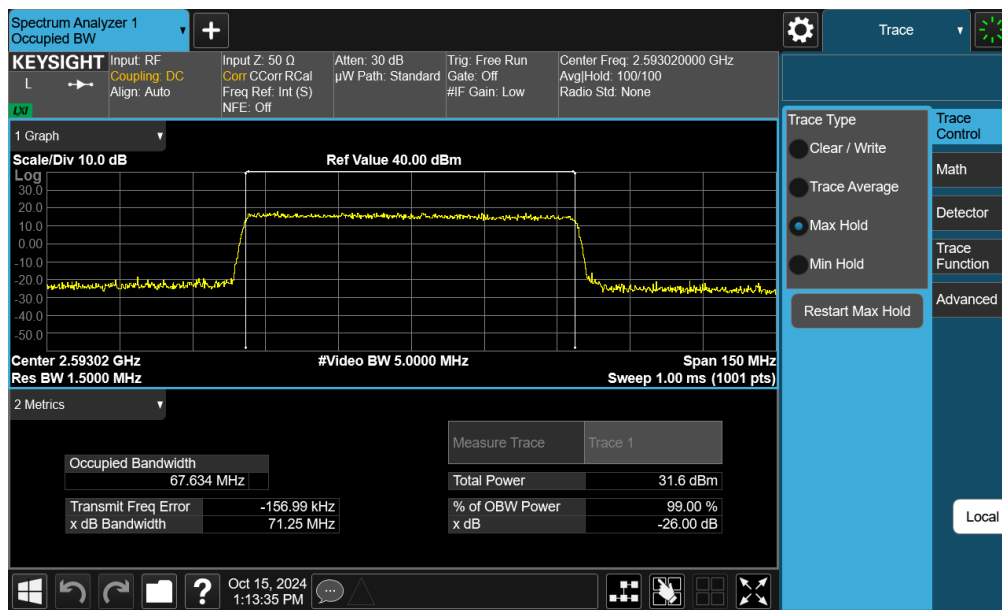 Spectrum Analyzer 1
Occupied BW
+
Trace
KEYSIGHT
L
LXI
Input: RF
Coupling: DC
Align: Auto
Input Z: 50 Ω
Corr CCorr RCal
Freq Ref: Int (S)
NFE: Off
Atten: 30 dB
µW Path: Standard
Trig: Free Run
Gate: Off
#IF Gain: Low
Center Freq: 2.593020000 GHz
Avg|Hold: 100/100
Radio Std: None
1 Graph
Scale/Div 10.0 dB
Ref Value 40.00 dBm
Log
30.0
20.0
10.0
0.00
-10.0
-20.0
-30.0
-40.0
-50.0
Center 2.59302 GHz
#Video BW 5.0000 MHz
Span 150 MHz
Res BW 1.5000 MHz
Sweep 1.00 ms (1001 pts)
2 Metrics
Measure Trace
Trace 1
Occupied Bandwidth
67.634 MHz
Total Power
31.6 dBm
Transmit Freq Error
-156.99 kHz
% of OBW Power
99.00 %
x dB Bandwidth
71.25 MHz
x dB
-26.00 dB
Trace Type
Clear / Write
Trace Average
Max Hold
Min Hold
Restart Max Hold
Trace
Control
Math
Detector
Trace
Function
Advanced
Local
?
Oct 15, 2024
1:13:35 PM